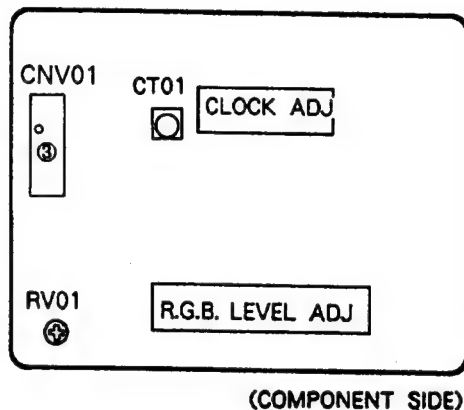 CNV01
CT01
CLOCK ADJ
3
RV01
R.G.B. LEVEL ADJ
(COMPONENT SIDE)